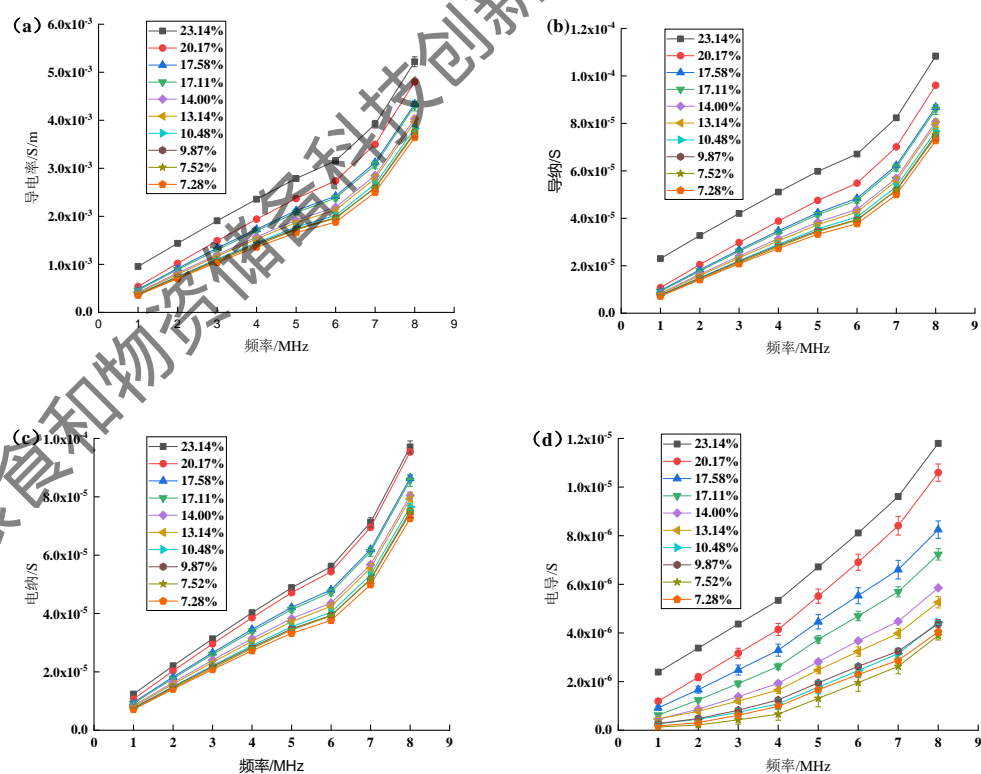 (a)
6.0x10⁻³
5.0x10⁻³
4.0x10⁻³
3.0x10⁻³
2.0x10⁻³
1.0x10⁻³
0.0
导电率/S/m
23.14%
20.17%
17.58%
17.11%
14.00%
13.14%
10.48%
9.87%
7.52%
7.28%
0 1 2 3 4 5 6 7 8 9
频率/MHz
(b)
1.2x10⁻⁴
1.0x10⁻⁴
8.0x10⁻⁵
6.0x10⁻⁵
4.0x10⁻⁵
2.0x10⁻⁵
0.0
导纳/S
23.14%
20.17%
17.58%
17.11%
14.00%
13.14%
10.48%
9.87%
7.52%
7.28%
0 1 2 3 4 5 6 7 8 9
频率/MHz
(c)
1.0x10⁻⁴
8.0x10⁻⁵
6.0x10⁻⁵
4.0x10⁻⁵
2.0x10⁻⁵
0.0
电纳/S
23.14%
20.17%
17.58%
17.11%
14.00%
13.14%
10.48%
9.87%
7.52%
7.28%
0 1 2 3 4 5 6 7 8 9
频率/MHz
(d)
1.2x10⁻⁵
1.0x10⁻⁵
8.0x10⁻⁶
6.0x10⁻⁶
4.0x10⁻⁶
2.0x10⁻⁶
0.0
电导/S
23.14%
20.17%
17.58%
17.11%
14.00%
13.14%
10.48%
9.87%
7.52%
7.28%
0 1 2 3 4 5 6 7 8 9
频率/MHz
食和物资储备科技创新